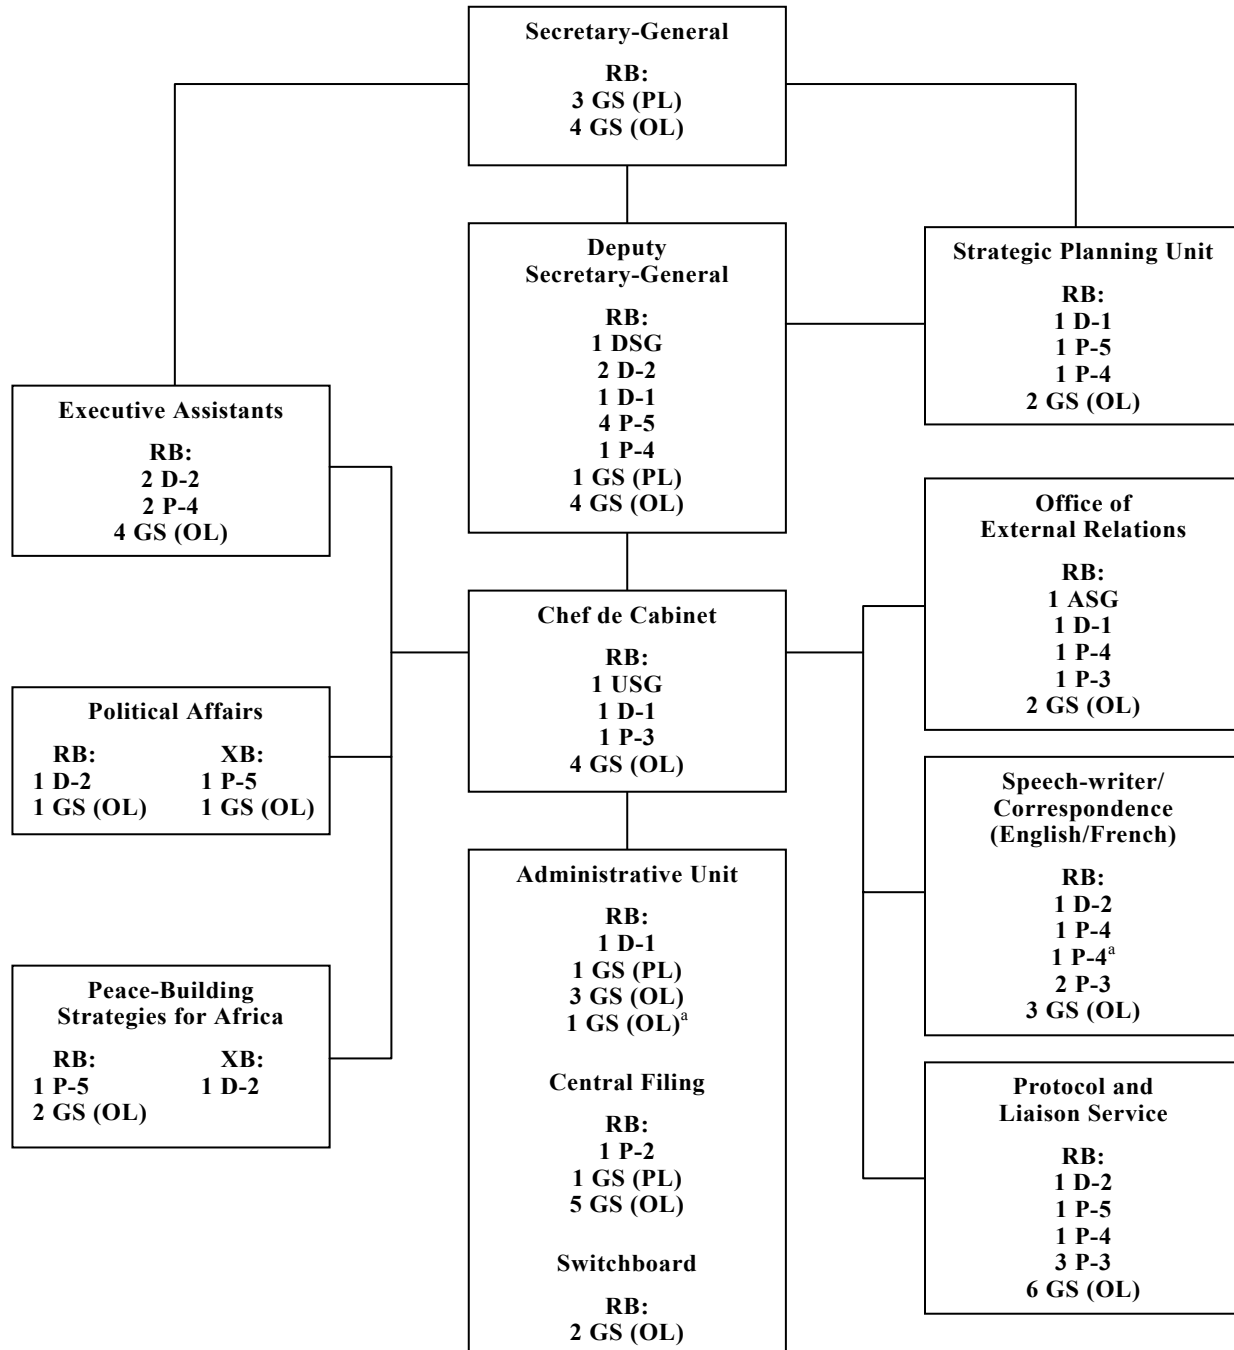 Secretary-General
RB:
3 GS (PL)
4 GS (OL)
Deputy
Secretary-General
RB:
1 DSG
2 D-2
1 D-1
4 P-5
1 P-4
1 GS (PL)
4 GS (OL)
Strategic Planning Unit
RB:
1 D-1
1 P-5
1 P-4
2 GS (OL)
Executive Assistants
RB:
2 D-2
2 P-4
4 GS (OL)
Chef de Cabinet
RB:
1 USG
1 D-1
1 P-3
4 GS (OL)
Office of
External Relations
RB:
1 ASG
1 D-1
1 P-4
1 P-3
2 GS (OL)
Political Affairs
RB: XB:
1 D-2 1 P-5
1 GS (OL) 1 GS (OL)
Speech-writer/
Correspondence
(English/French)
RB:
1 D-2
1 P-4
1 P-4a
2 P-3
3 GS (OL)
Peace-Building
Strategies for Africa
RB: XB:
1 P-5 1 D-2
2 GS (OL)
Administrative Unit
RB:
1 D-1
1 GS (PL)
3 GS (OL)
1 GS (OL)a
Central Filing
RB:
1 P-2
1 GS (PL)
5 GS (OL)
Switchboard
RB:
2 GS (OL)
Protocol and
Liaison Service
RB:
1 D-2
1 P-5
1 P-4
3 P-3
6 GS (OL)